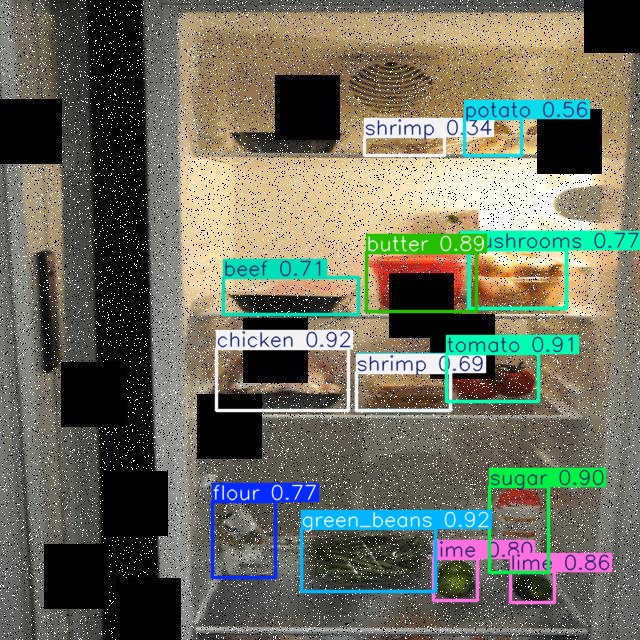 potato 0.56
shrimp 0.34
butter 0.89
ushrooms 0.77
beef 0.71
chicken 0.92
tomato 0.91
shrimp 0.69
sugar 0.90
flour 0.77
green_beans 0.92
ime 0.80
lime 0.86